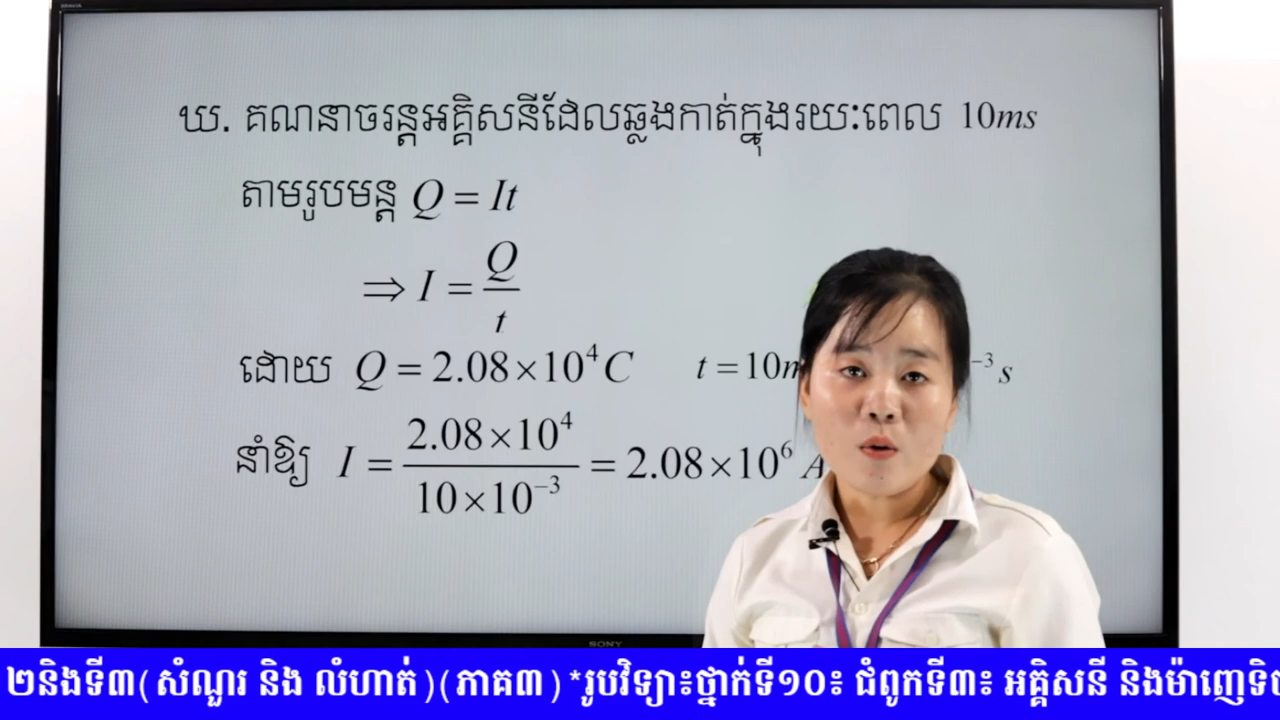 ឃ. គណនាចរន្តអគ្គិសនីដែលឆ្លងកាត់ក្នុងរយៈពេល 10ms
តាមរូបមន្ត Q = It
⇒ I = Q/t
ដោយ Q = 2.08×10⁴C t = 10m ⁻³ s
នាំឱ្យ I = 2.08×10⁴/10×10⁻³ = 2.08×10⁶ A
SONY
២និងទី៣(សំណួរ និង លំហាត់)(ភាគ៣) *រូបវិទ្យា៖ថ្នាក់ទី១០៖ ជំពូកទី៣៖ អគ្គិសនី និងម៉ាញេទិ